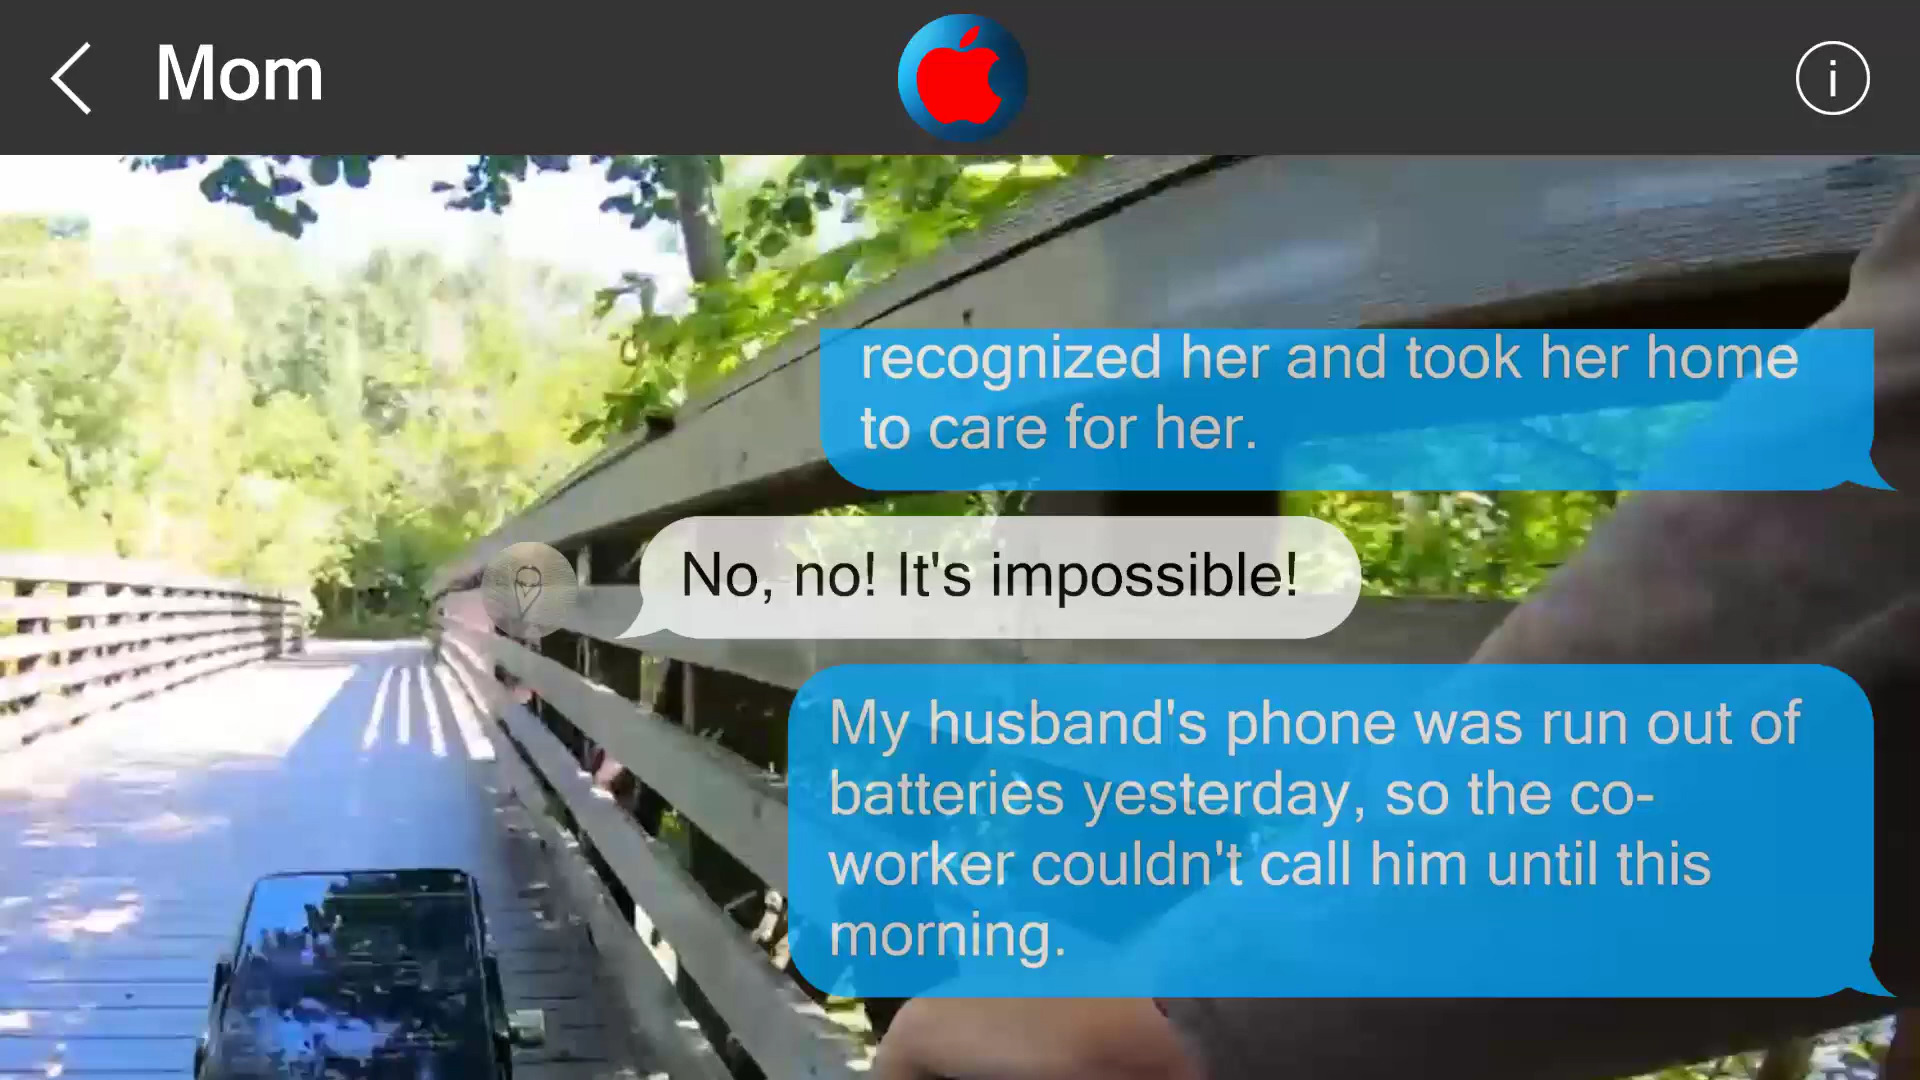 Mom
recognized her and took her home
to care for her.
No, no! It's impossible!
My husband's phone was run out of
batteries yesterday, so the co-
worker couldn't call him until this
morning.